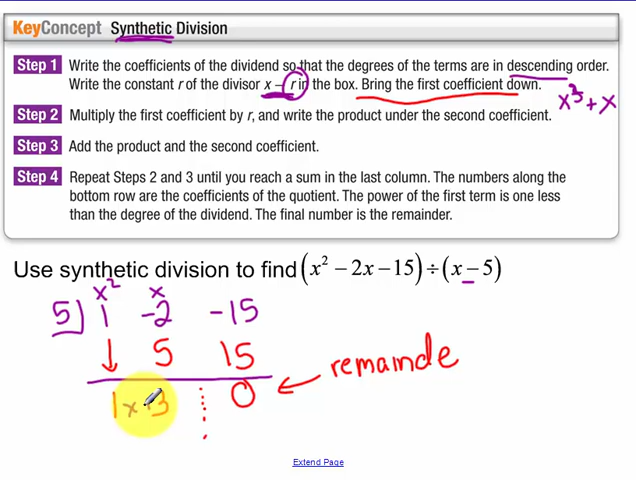 KeyConcept Synthetic Division
Step 1 Write the coefficients of the dividend so that the degrees of the terms are in descending order.
Write the constant r of the divisor x − r in the box. Bring the first coefficient down.
x³ + x
Step 2 Multiply the first coefficient by r, and write the product under the second coefficient.
Step 3 Add the product and the second coefficient.
Step 4 Repeat Steps 2 and 3 until you reach a sum in the last column. The numbers along the
bottom row are the coefficients of the quotient. The power of the first term is one less
than the degree of the dividend. The final number is the remainder.
Use synthetic division to find (x² − 2x − 15) ÷ (x − 5)
x² x
5 1 -2 -15
↓ 5 15
remainde
1x 3 0
Extend Page